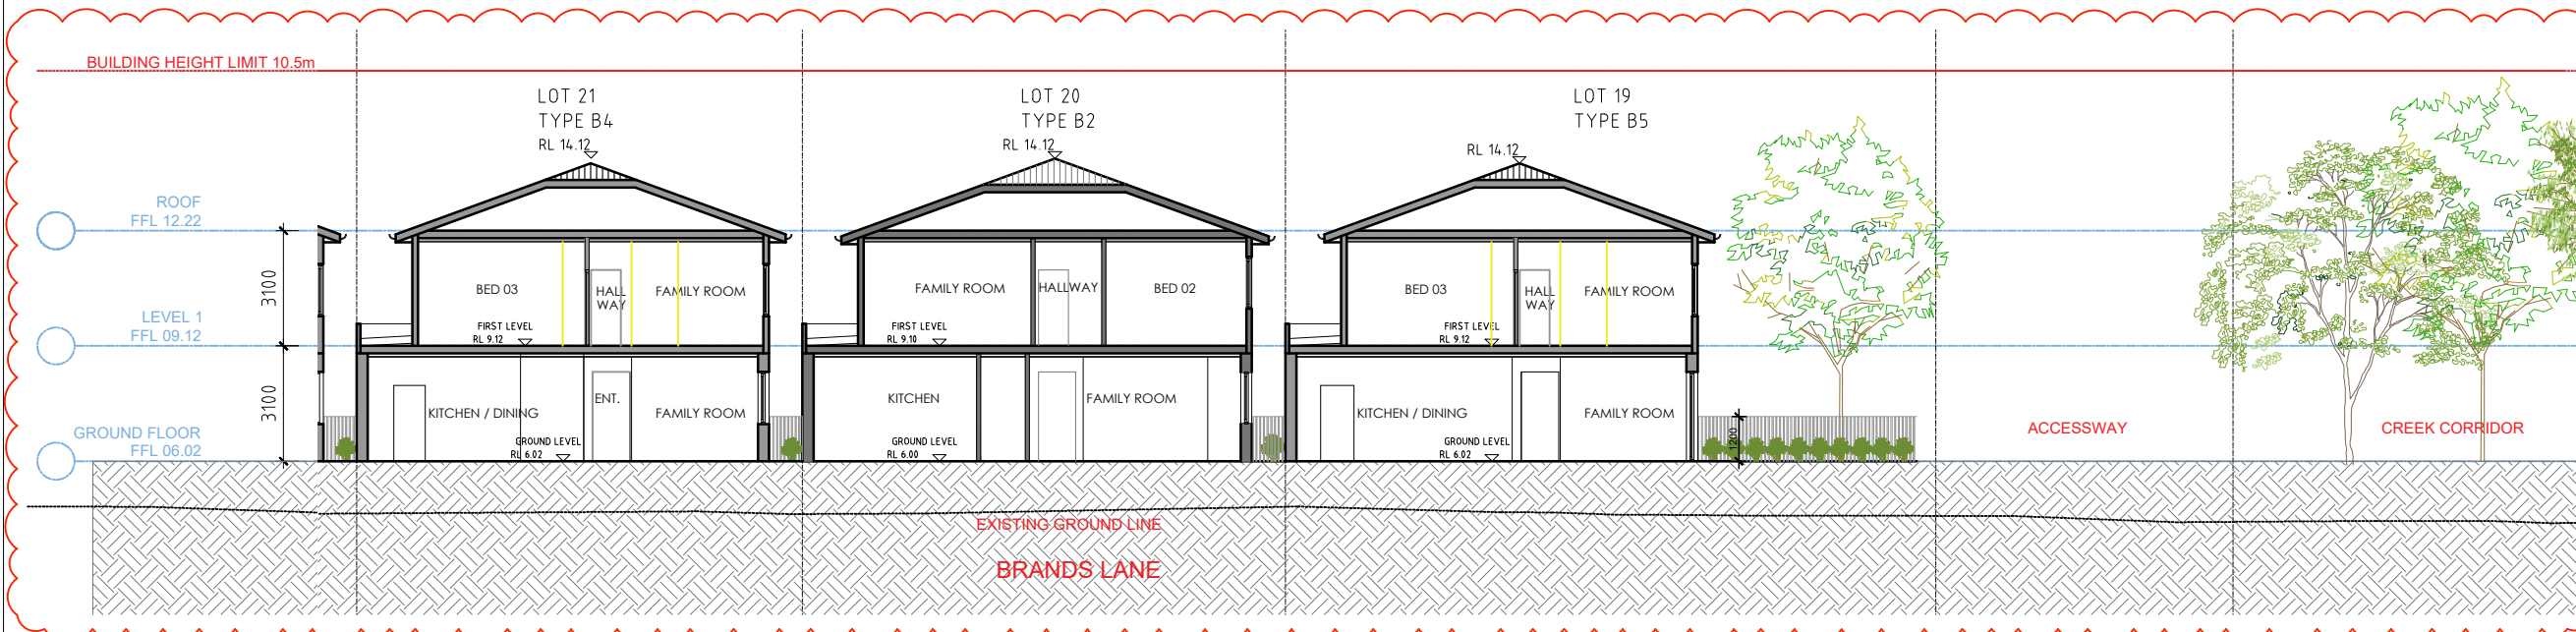 BUILDING HEIGHT LIMIT 10.5m
LOT 21
TYPE B4
RL 14.12
LOT 20
TYPE B2
RL 14.12
LOT 19
TYPE B5
RL 14.12
ROOF
FFL 12.22
3100
BED 03
HALL
WAY
FAMILY ROOM
FAMILY ROOM
HALLWAY
BED 02
BED 03
HALL
WAY
FAMILY ROOM
LEVEL 1
FFL 09.12
FIRST LEVEL
RL 9.12
FIRST LEVEL
RL 9.10
FIRST LEVEL
RL 9.12
3100
KITCHEN / DINING
ENT.
FAMILY ROOM
KITCHEN
FAMILY ROOM
KITCHEN / DINING
FAMILY ROOM
GROUND FLOOR
FFL 06.02
GROUND LEVEL
RL 6.02
GROUND LEVEL
RL 6.00
GROUND LEVEL
RL 6.02
1200
ACCESSWAY
CREEK CORRIDOR
EXISTING GROUND LINE
BRANDS LANE